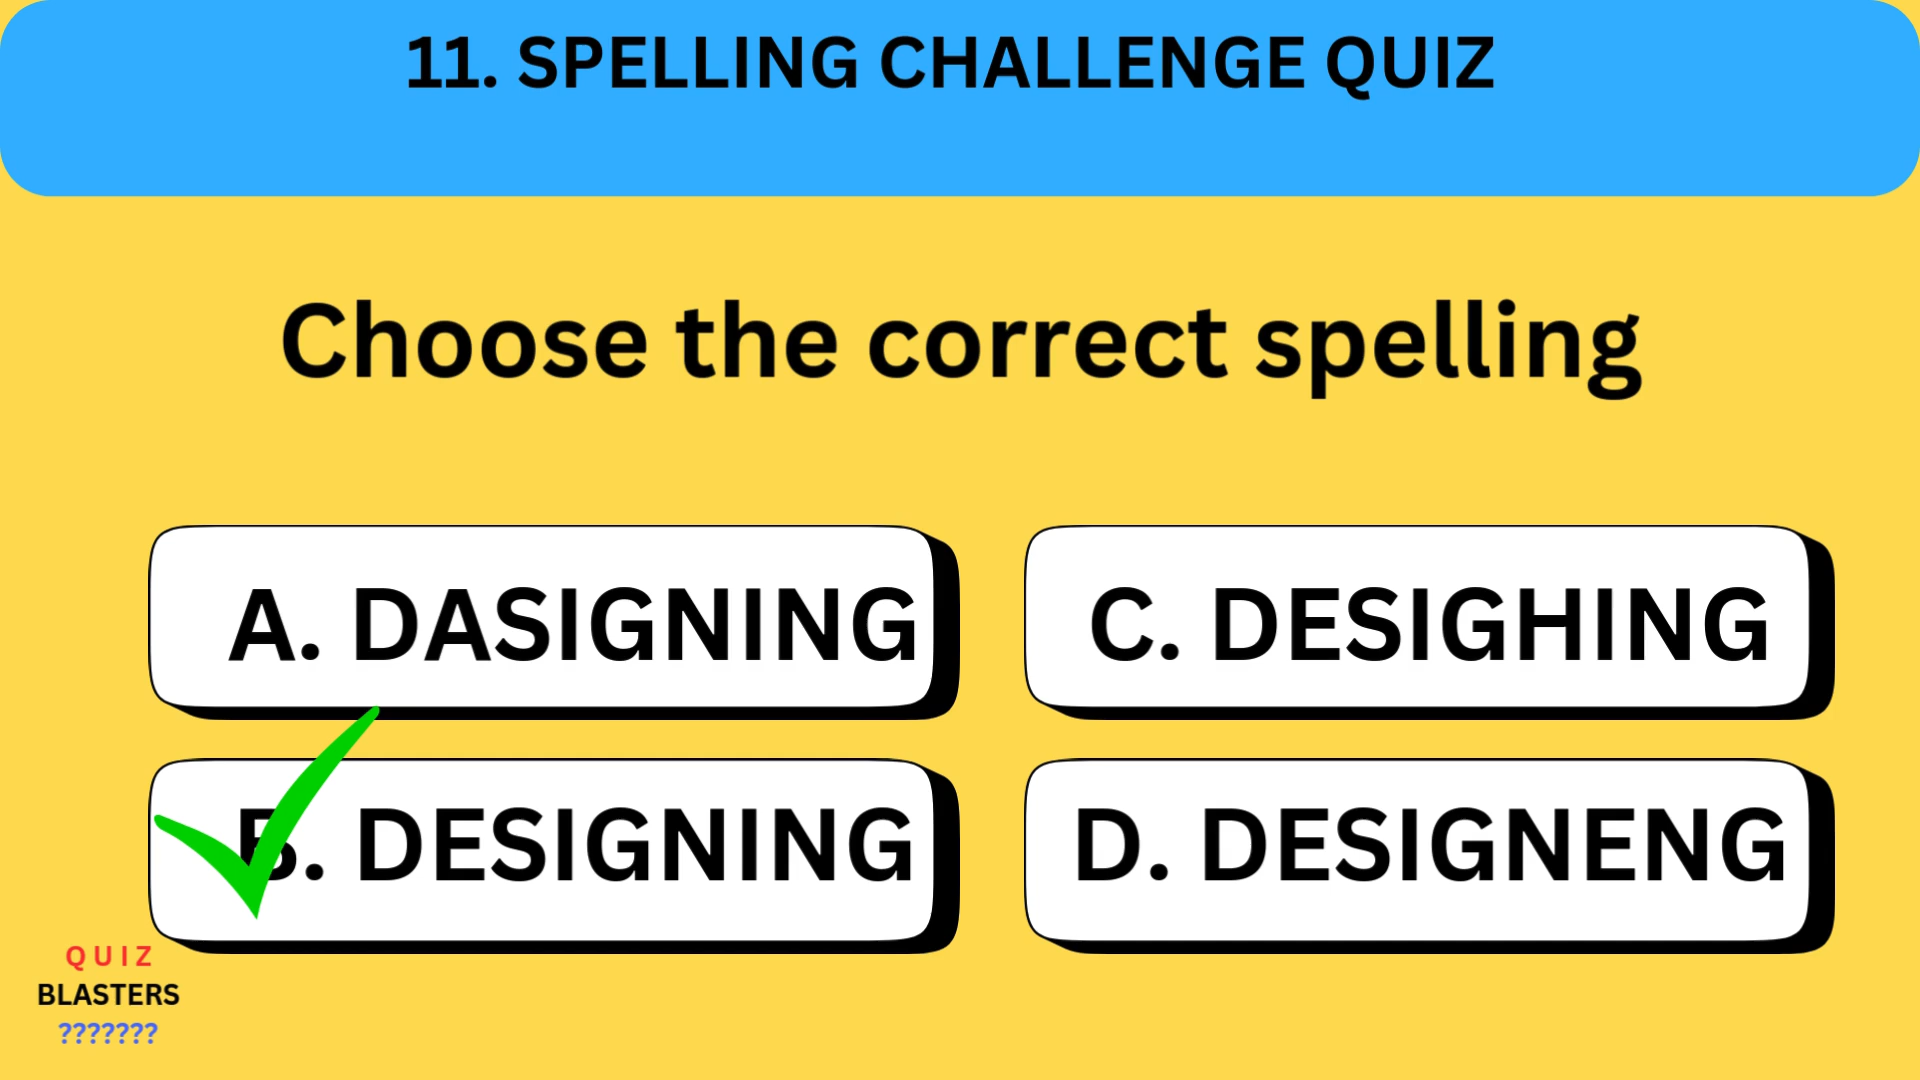 11. SPELLING CHALLENGE QUIZ
Choose the correct spelling
A. DASIGNING
C. DESIGHING
B. DESIGNING
D. DESIGNENG
QUIZ
BLASTERS
???????